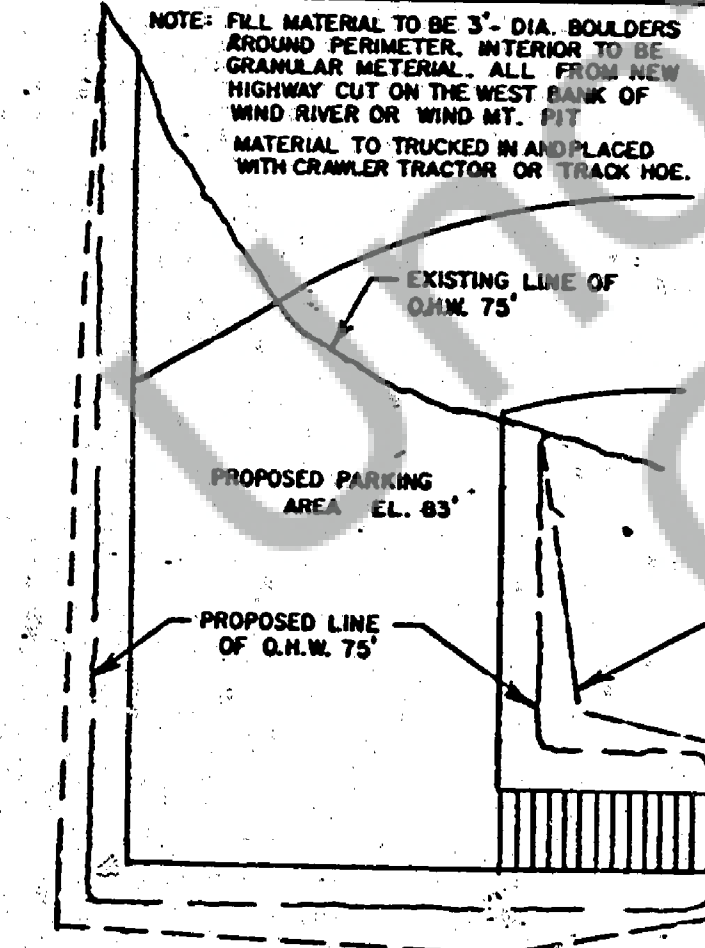 NOTE: FILL MATERIAL TO BE 3'- DIA. BOULDERS
AROUND PERIMETER. INTERIOR TO BE
GRANULAR METERIAL. ALL FROM NEW
HIGHWAY CUT ON THE WEST BANK OF
WIND RIVER OR WIND MT. PIT
MATERIAL TO TRUCKED IN AND PLACED
WITH CRAWLER TRACTOR OR TRACK HOE.
EXISTING LINE OF
O.H.W. 75'
PROPOSED PARKING
AREA EL. 83'
PROPOSED LINE
OF O.H.W. 75'